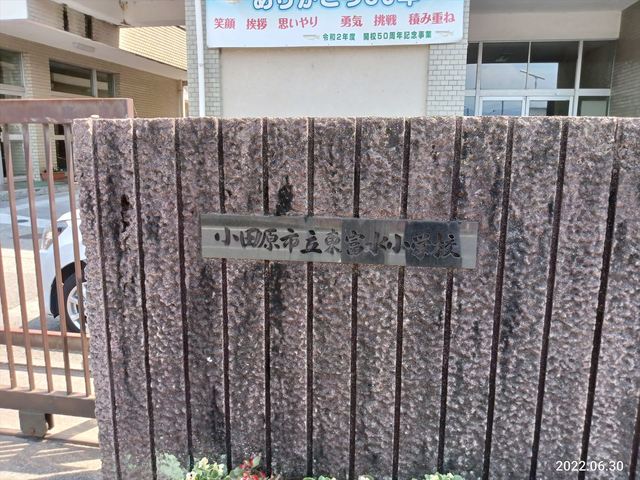 ありがとう50年
笑顔 挨拶 思いやり 勇気 挑戦 積み重ね
令和2年度 開校50周年記念事業
小田原市立東富水小学校
2022.06.30